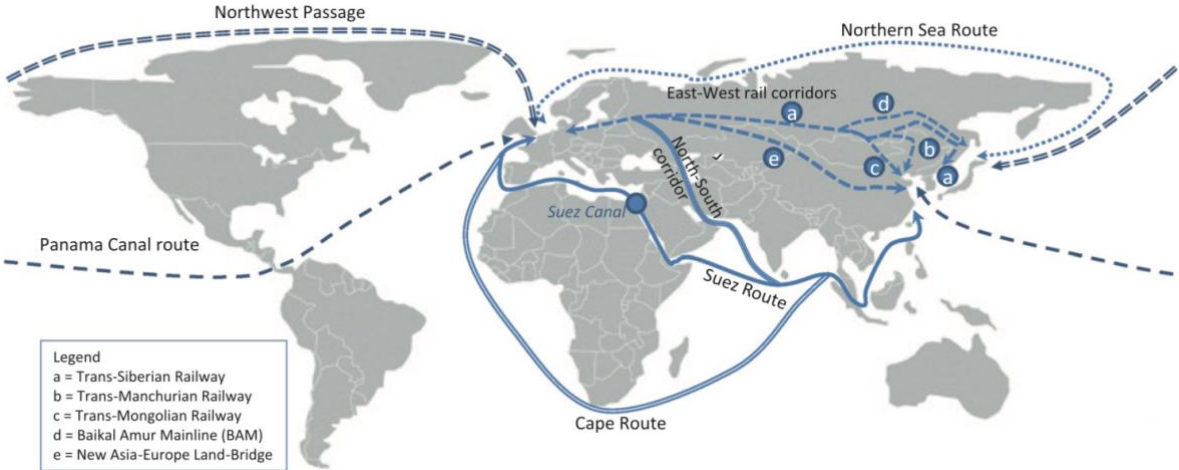 Northwest Passage
Northern Sea Route
East-West rail corridors
a
d
b
e
c
a
North-South
corridor
Suez Canal
Panama Canal route
Suez Route
Cape Route
Legend
a = Trans-Siberian Railway
b = Trans-Manchurian Railway
c = Trans-Mongolian Railway
d = Baikal Amur Mainline (BAM)
e = New Asia-Europe Land-Bridge